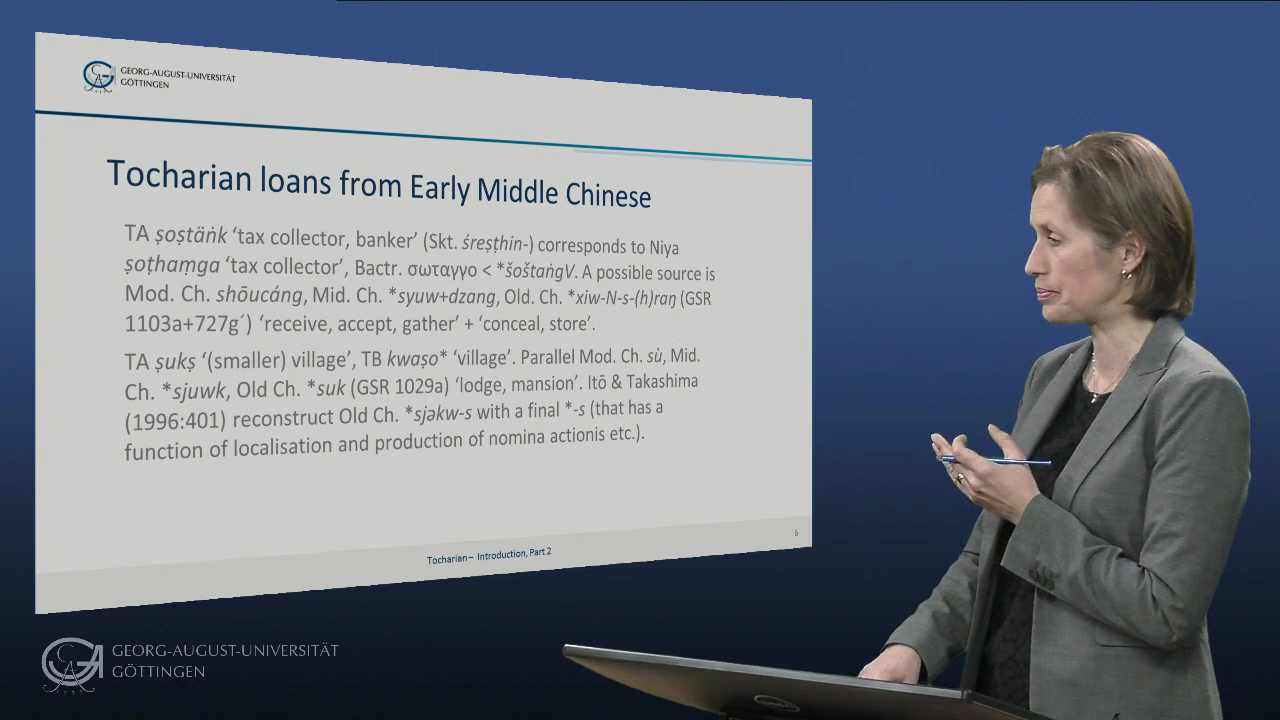 GEORG-AUGUST-UNIVERSITÄT
GÖTTINGEN
Tocharian loans from Early Middle Chinese
TA ṣoṣtäṅk ‘tax collector, banker’ (Skt. śreṣṭhin-) corresponds to Niya
ṣoṭhaṃga ‘tax collector’, Bactr. σωταγγο < *šoštaṅgV. A possible source is
Mod. Ch. shōucáng, Mid. Ch. *syuw+dzang, Old. Ch. *xiw-N-s-(h)raŋ (GSR
1103a+727g´) ‘receive, accept, gather’ + ‘conceal, store’.
TA ṣukṣ ‘(smaller) village’, TB kwaṣo* ‘village’. Parallel Mod. Ch. sù, Mid.
Ch. *sjuwk, Old Ch. *suk (GSR 1029a) ‘lodge, mansion’. Itō & Takashima
(1996:401) reconstruct Old Ch. *sjəkw-s with a final *-s (that has a
function of localisation and production of nomina actionis etc.).
6
Tocharian – Introduction, Part 2
GEORG-AUGUST-UNIVERSITÄT
GÖTTINGEN